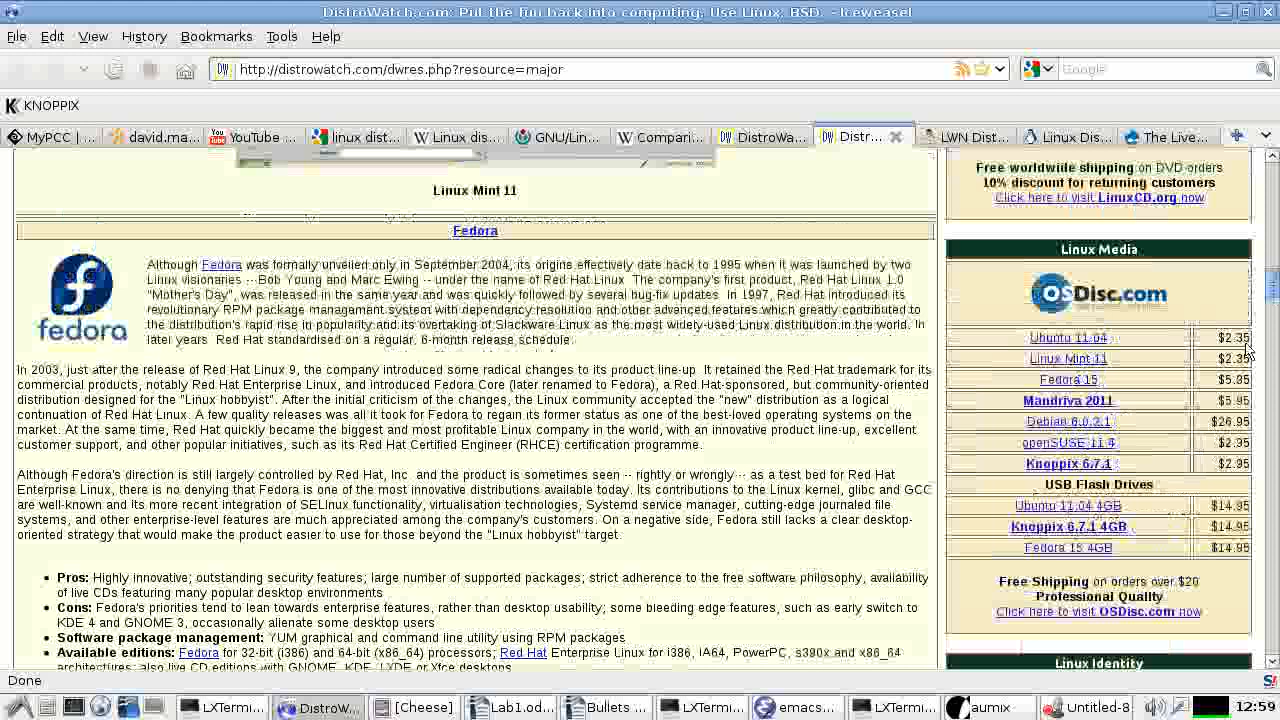 DistroWatch.com: Put the fun back into computing. Use Linux, BSD. - Iceweasel
File Edit View History Bookmarks Tools Help
http://distrowatch.com/dwres.php?resource=major
Google
KNOPPIX
MyPCC | ...
david.ma...
YouTube ...
linux dist...
Linux dis...
GNU/Lin...
Compari...
DistroWa...
Distr...
LWN Dist...
Linux Dis...
The Live...
Linux Mint 11
Fedora
fedora
Although Fedora was formally unveiled only in September 2004, its origins effectively date back to 1995 when it was launched by two
Linux visionaries -- Bob Young and Marc Ewing -- under the name of Red Hat Linux. The company's first product, Red Hat Linux 1.0
"Mother's Day", was released in the same year and was quickly followed by several bug-fix updates. In 1997, Red Hat introduced its
revolutionary RPM package management system with dependency resolution and other advanced features which greatly contributed to
the distribution's rapid rise in popularity and its overtaking of Slackware Linux as the most widely-used Linux distribution in the world. In
later years, Red Hat standardised on a regular, 6-month release schedule.
In 2003, just after the release of Red Hat Linux 9, the company introduced some radical changes to its product line-up. It retained the Red Hat trademark for its
commercial products, notably Red Hat Enterprise Linux, and introduced Fedora Core (later renamed to Fedora), a Red Hat-sponsored, but community-oriented
distribution designed for the "Linux hobbyist". After the initial criticism of the changes, the Linux community accepted the "new" distribution as a logical
continuation of Red Hat Linux. A few quality releases was all it took for Fedora to regain its former status as one of the best-loved operating systems on the
market. At the same time, Red Hat quickly became the biggest and most profitable Linux company in the world, with an innovative product line-up, excellent
customer support, and other popular initiatives, such as its Red Hat Certified Engineer (RHCE) certification programme.
Although Fedora's direction is still largely controlled by Red Hat, Inc. and the product is sometimes seen -- rightly or wrongly -- as a test bed for Red Hat
Enterprise Linux, there is no denying that Fedora is one of the most innovative distributions available today. Its contributions to the Linux kernel, glibc and GCC
are well-known and its more recent integration of SELinux functionality, virtualisation technologies, Systemd service manager, cutting-edge journaled file
systems, and other enterprise-level features are much appreciated among the company's customers. On a negative side, Fedora still lacks a clear desktop-
oriented strategy that would make the product easier to use for those beyond the "Linux hobbyist" target.
• Pros: Highly innovative; outstanding security features; large number of supported packages; strict adherence to the free software philosophy; availability
of live CDs featuring many popular desktop environments
• Cons: Fedora's priorities tend to lean towards enterprise features, rather than desktop usability; some bleeding edge features, such as early switch to
KDE 4 and GNOME 3, occasionally alienate some desktop users
• Software package management: YUM graphical and command line utility using RPM packages
• Available editions: Fedora for 32-bit (i386) and 64-bit (x86_64) processors; Red Hat Enterprise Linux for i386, IA64, PowerPC, s390x and x86_64
architectures; also live CD editions with GNOME, KDE, LXDE or Xfce desktops
Free worldwide shipping on DVD orders
10% discount for returning customers
Click here to visit LinuxCD.org now
Linux Media
OSDisc.com
Ubuntu 11.04 $2.35
Linux Mint 11 $2.35
Fedora 15 $5.95
Mandriva 2011 $5.95
Debian 6.0.2.1 $26.95
openSUSE 11.4 $2.95
Knoppix 6.7.1 $2.95
USB Flash Drives
Ubuntu 11.04 4GB $14.95
Knoppix 6.7.1 4GB $14.95
Fedora 15 4GB $14.95
Free Shipping on orders over $20
Professional Quality
Click here to visit OSDisc.com now
Linux Identity
Done
LXTermi...
DistroW...
[Cheese]
Lab1.od...
Bullets ...
LXTermi...
emacs...
LXTermi...
aumix
Untitled-8
12:59